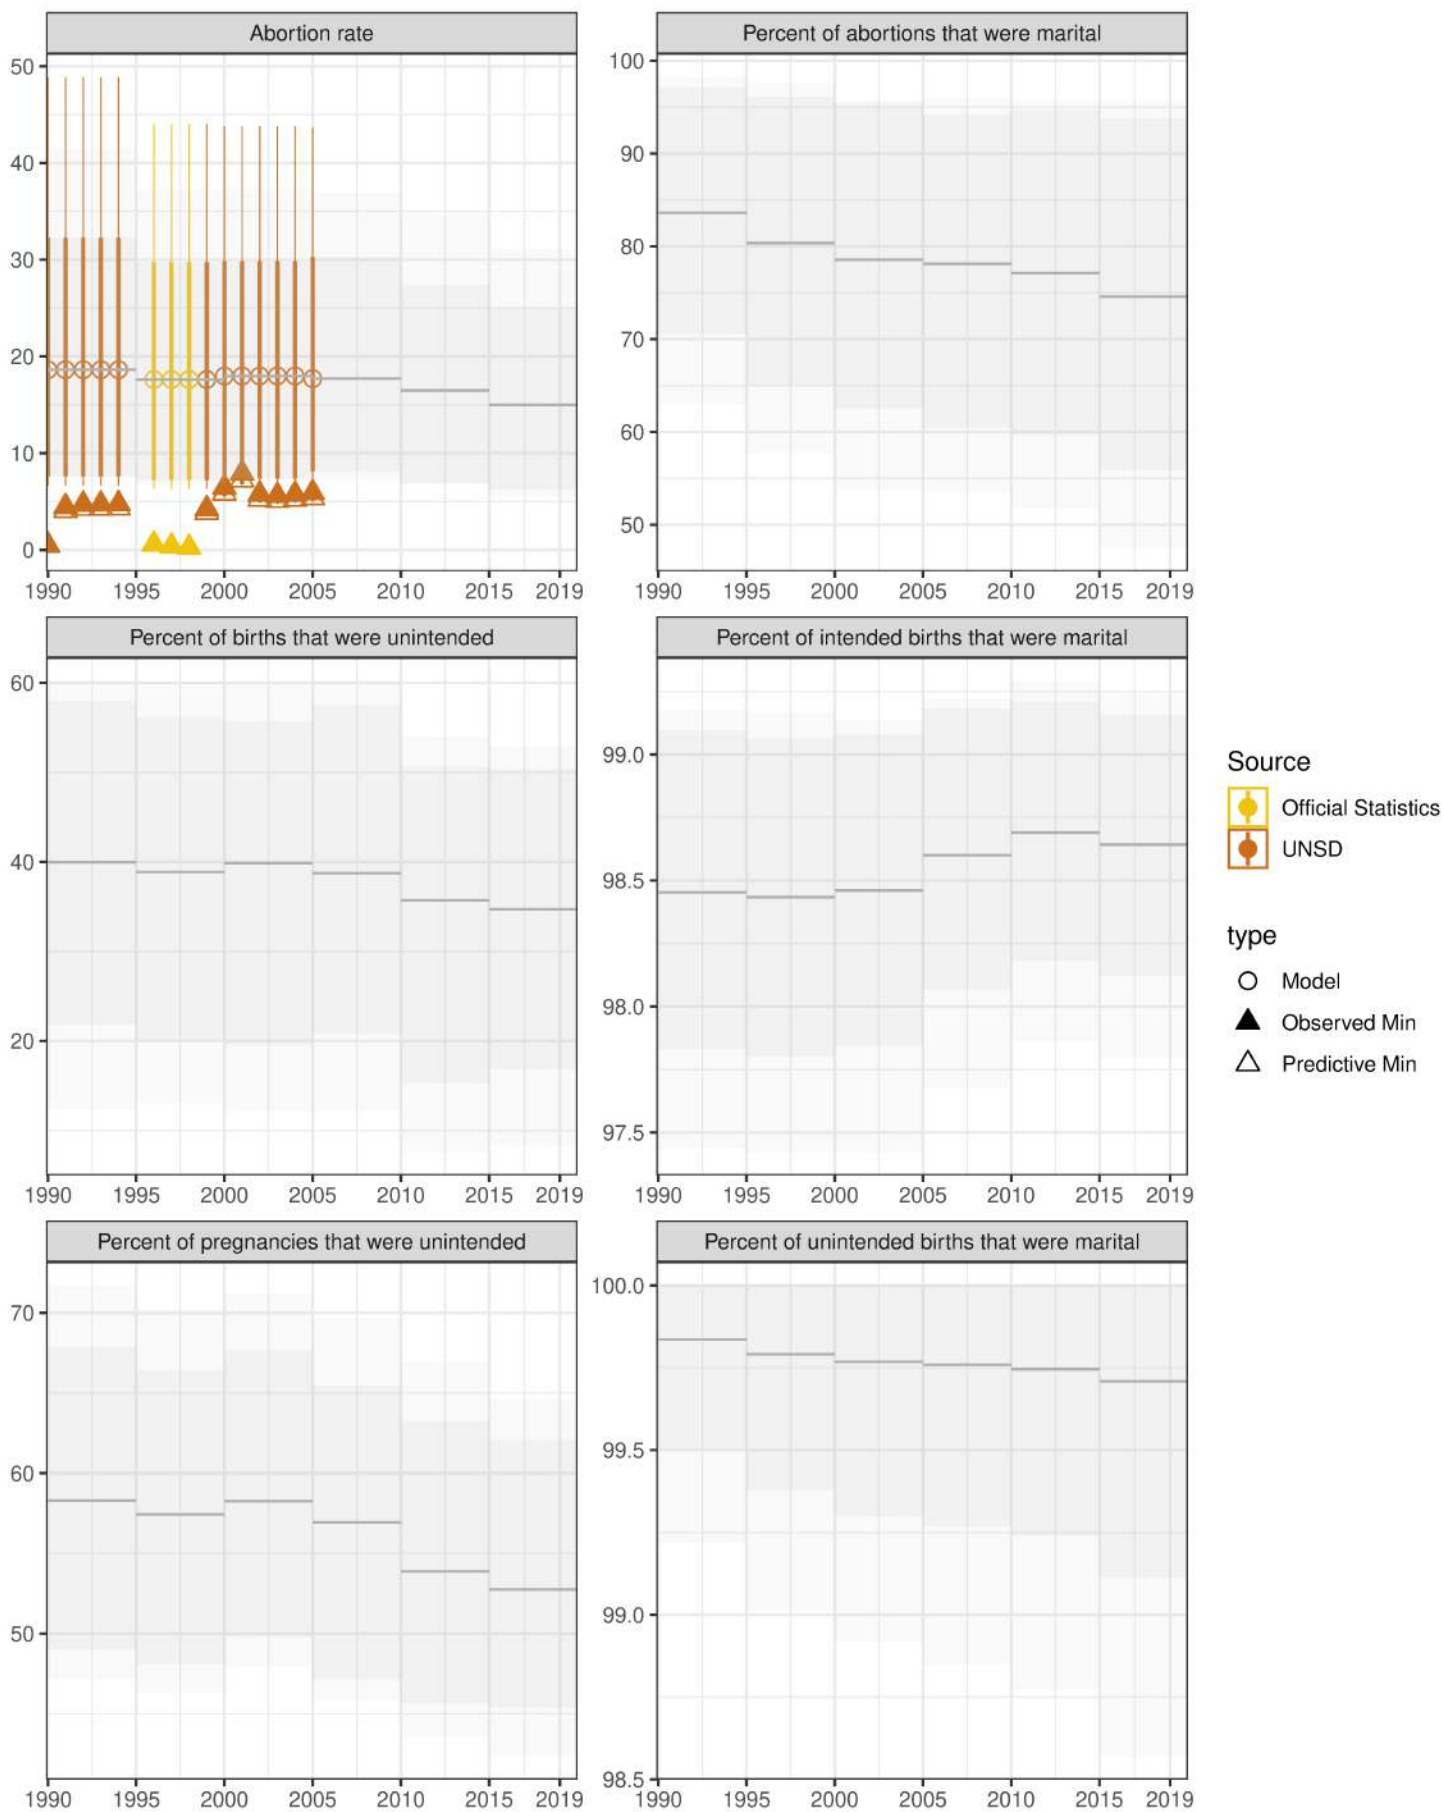 Abortion rate
50
40
30
20
10
0
1990 1995 2000 2005 2010 2015 2019
Percent of abortions that were marital
100
90
80
70
60
50
1990 1995 2000 2005 2010 2015 2019
Percent of births that were unintended
60
40
20
1990 1995 2000 2005 2010 2015 2019
Percent of intended births that were marital
99.0
98.5
98.0
97.5
1990 1995 2000 2005 2010 2015 2019
Percent of pregnancies that were unintended
70
60
50
1990 1995 2000 2005 2010 2015 2019
Percent of unintended births that were marital
100.0
99.5
99.0
98.5
1990 1995 2000 2005 2010 2015 2019
Source
Official Statistics
UNSD
type
Model
Observed Min
Predictive Min